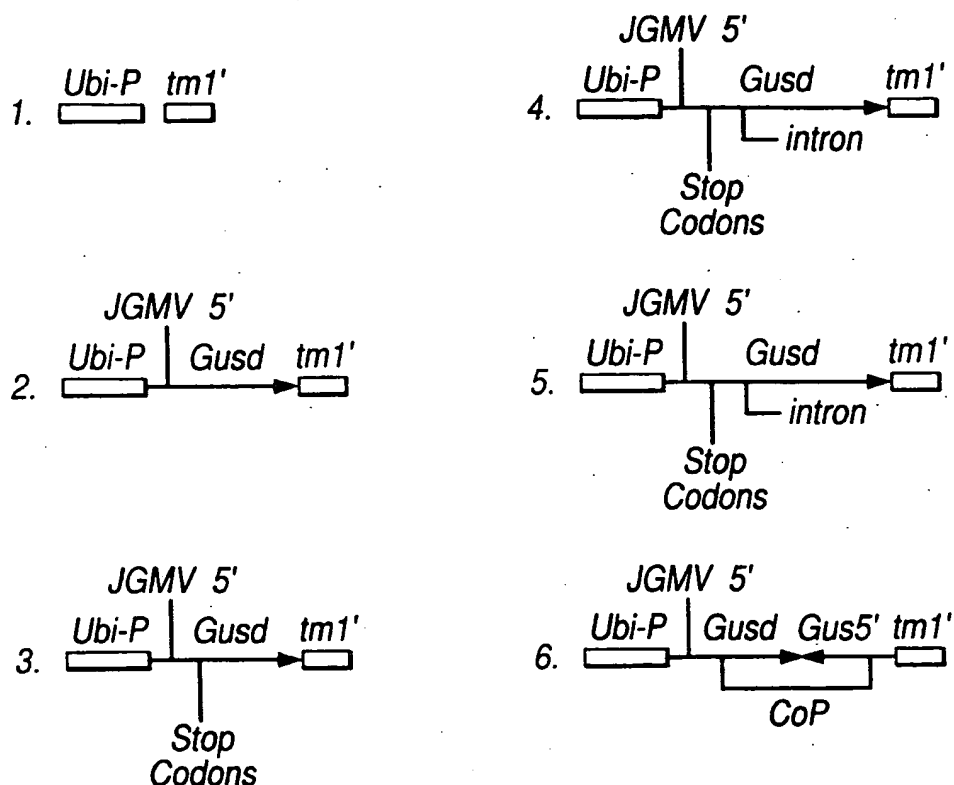 1. Ubi-P tm1'
JGMV 5'
2. Ubi-P Gusd tm1'
JGMV 5'
3. Ubi-P Gusd tm1'
Stop
Codons
JGMV 5'
4. Ubi-P Gusd tm1'
intron
Stop
Codons
JGMV 5'
5. Ubi-P Gusd tm1'
intron
Stop
Codons
JGMV 5'
6. Ubi-P Gusd Gus5' tm1'
CoP